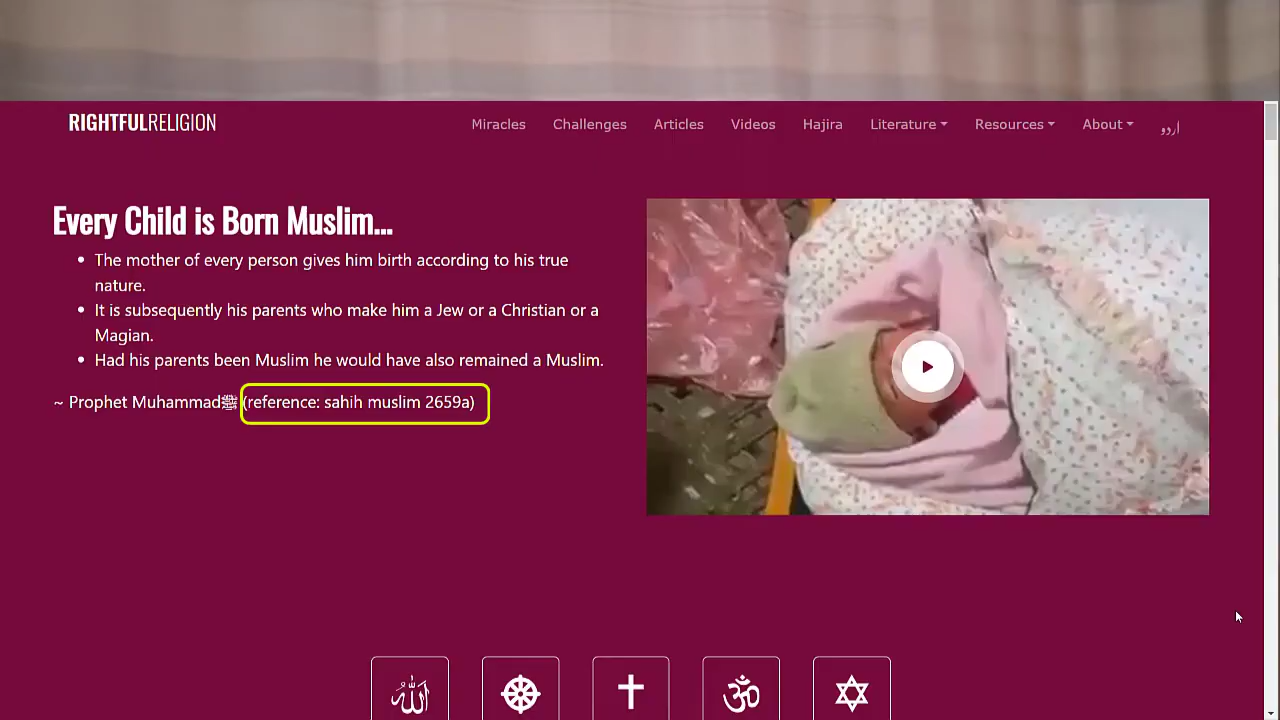 RIGHTFULRELIGION
Miracles Challenges Articles Videos Hajira Literature Resources About اردو
Every Child is Born Muslim...
• The mother of every person gives him birth according to his true
nature.
• It is subsequently his parents who make him a Jew or a Christian or a
Magian.
• Had his parents been Muslim he would have also remained a Muslim.
~ Prophet Muhammadﷺ (reference: sahih muslim 2659a)
الله ॐ